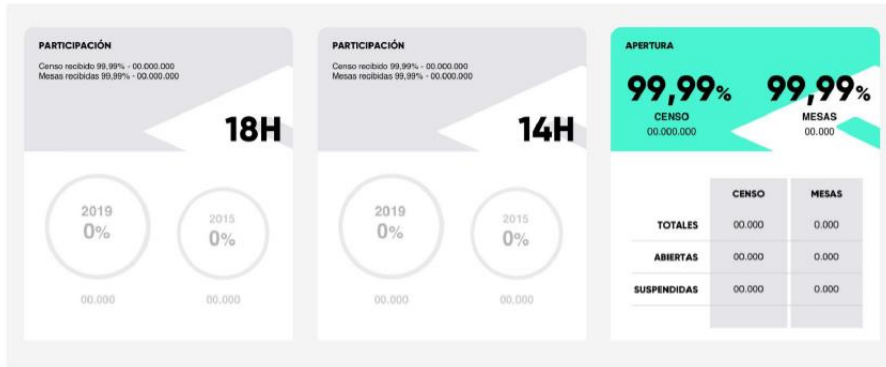 PARTICIPACIÓN
Censo recibido 99,99% - 00.000.000
Mesas recibidas 99,99% - 00.000.000
18H
2019
0%
2015
0%
00.000
00.000
PARTICIPACIÓN
Censo recibido 99,99% - 00.000.000
Mesas recibidas 99,99% - 00.000.000
14H
2019
0%
2015
0%
00.000
00.000
APERTURA
99,99% 99,99%
CENSO MESAS
00.000.000 00.000
CENSO MESAS
TOTALES 00.000 0.000
ABIERTAS 00.000 0.000
SUSPENDIDAS 00.000 0.000